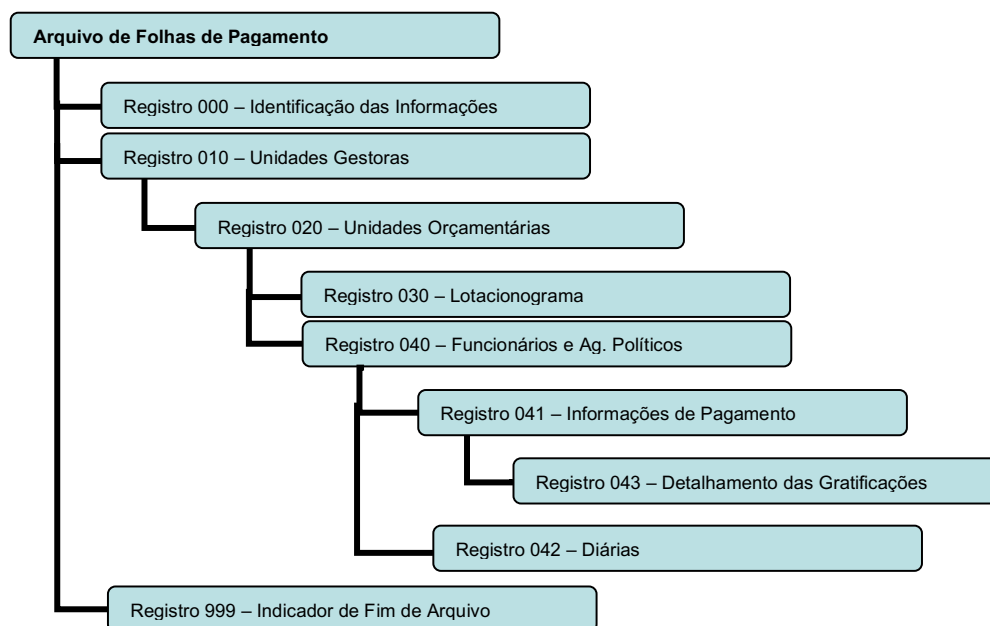 Arquivo de Folhas de Pagamento
Registro 000 – Identificação das Informações
Registro 010 – Unidades Gestoras
Registro 020 – Unidades Orçamentárias
Registro 030 – Lotacionograma
Registro 040 – Funcionários e Ag. Políticos
Registro 041 – Informações de Pagamento
Registro 043 – Detalhamento das Gratificações
Registro 042 – Diárias
Registro 999 – Indicador de Fim de Arquivo